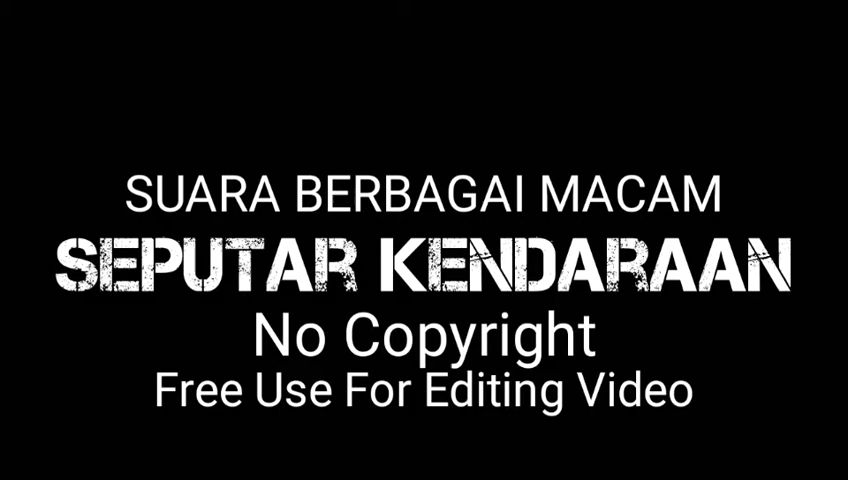 SUARA BERBAGAI MACAM
SEPUTAR KENDARAAN
No Copyright
Free Use For Editing Video